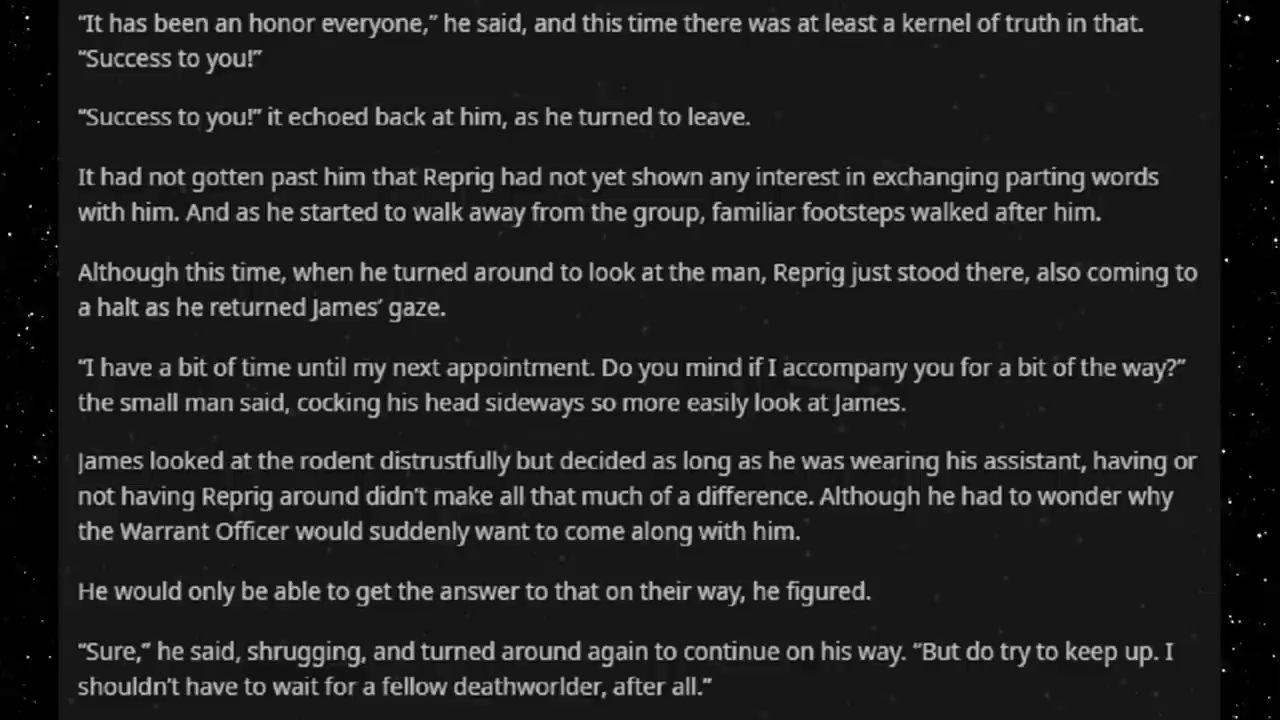 “It has been an honor everyone,” he said, and this time there was at least a kernel of truth in that.
“Success to you!”
“Success to you!” it echoed back at him, as he turned to leave.
It had not gotten past him that Reprig had not yet shown any interest in exchanging parting words
with him. And as he started to walk away from the group, familiar footsteps walked after him.
Although this time, when he turned around to look at the man, Reprig just stood there, also coming to
a halt as he returned James’ gaze.
“I have a bit of time until my next appointment. Do you mind if I accompany you for a bit of the way?”
the small man said, cocking his head sideways so more easily look at James.
James looked at the rodent distrustfully but decided as long as he was wearing his assistant, having or
not having Reprig around didn’t make all that much of a difference. Although he had to wonder why
the Warrant Officer would suddenly want to come along with him.
He would only be able to get the answer to that on their way, he figured.
“Sure,” he said, shrugging, and turned around again to continue on his way. “But do try to keep up. I
shouldn’t have to wait for a fellow deathworlder, after all.”